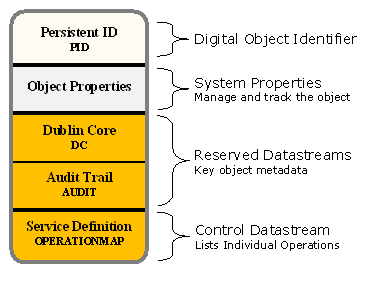 Persistent ID
PID
Digital Object Identifier
Object Properties
System Properties
Manage and track the object
Dublin Core
DC
Audit Trail
AUDIT
Reserved Datastreams
Key object metadata
Service Definition
OPERATIONMAP
Control Datastream
Lists Individual Operations